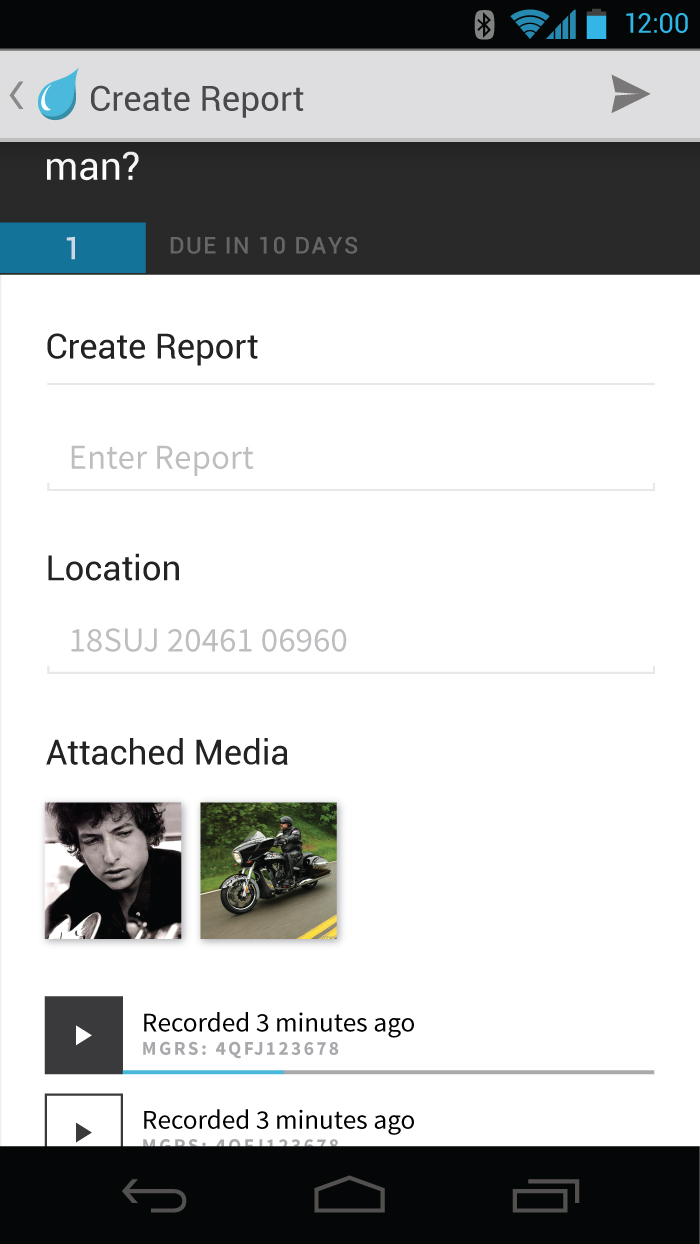 12:00
Create Report
man?
1
DUE IN 10 DAYS
Create Report
Enter Report
Location
18SUJ 20461 06960
Attached Media
Recorded 3 minutes ago
MGRS: 4QFJ123678
Recorded 3 minutes ago
MGRS: 4QFJ123678